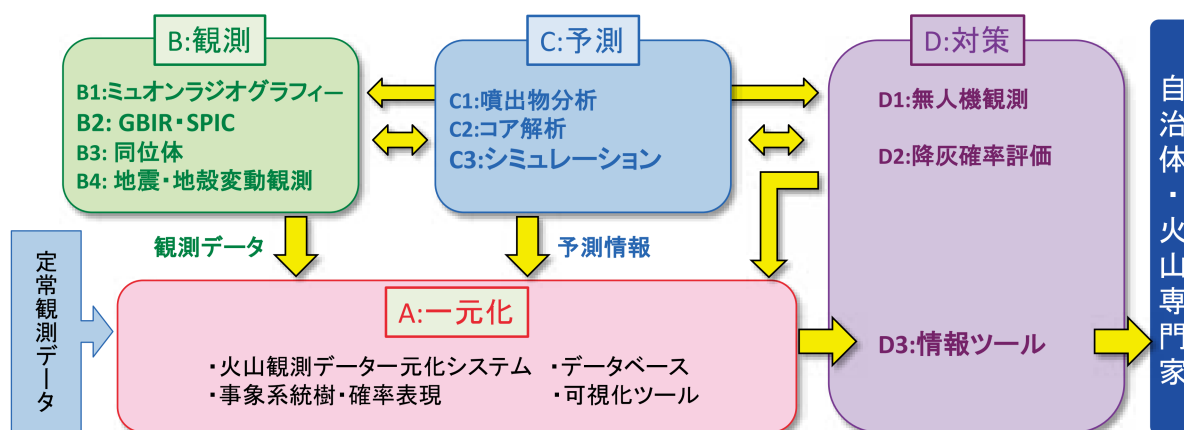 B:観測
B1:ミュオンラジオグラフィー
B2: GBIR・SPIC
B3: 同位体
B4: 地震・地殻変動観測
C:予測
C1:噴出物分析
C2:コア解析
C3:シミュレーション
D:対策
D1:無人機観測
D2:降灰確率評価
D3:情報ツール
観測データ
予測情報
定常観測データ
A:一元化
・火山観測データ一元化システム ・データベース
・事象系統樹・確率表現 ・可視化ツール
自治体・火山専門家